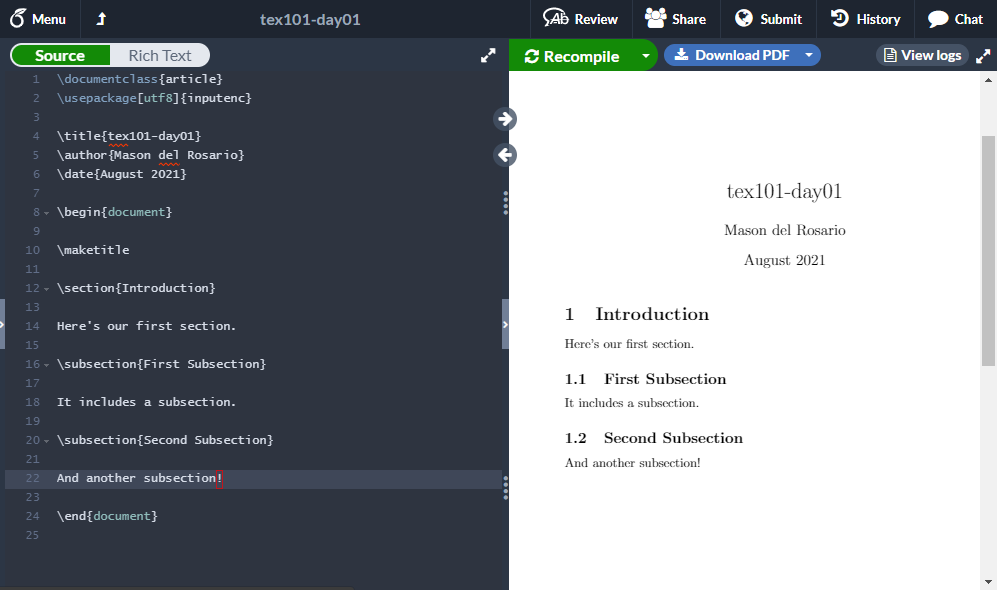 Menu
tex101-day01
Review
Share
Submit
History
Chat
Source
Rich Text
Recompile
Download PDF
View logs
1 \documentclass{article}
2 \usepackage[utf8]{inputenc}
3
4 \title{tex101-day01}
5 \author{Mason del Rosario}
6 \date{August 2021}
7
8 \begin{document}
9
10 \maketitle
11
12 \section{Introduction}
13
14 Here's our first section.
15
16 \subsection{First Subsection}
17
18 It includes a subsection.
19
20 \subsection{Second Subsection}
21
22 And another subsection!
23
24 \end{document}
25
tex101-day01
Mason del Rosario
August 2021
1 Introduction
Here's our first section.
1.1 First Subsection
It includes a subsection.
1.2 Second Subsection
And another subsection!